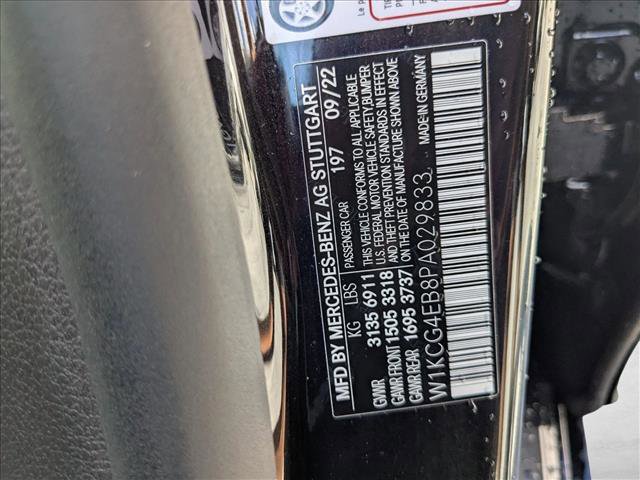 MFD BY MERCEDES-BENZ AG STUTTGART
197 09/22
KG LBS
PASSENGER CAR
GVWR 3135 6911
GAWR FRONT 1505 3318
GAWR REAR 1695 3737
THIS VEHICLE CONFORMS TO ALL APPLICABLE
U.S. FEDERAL MOTOR VEHICLE SAFETY,BUMPER
AND THEFT PREVENTION STANDARDS IN EFFECT
ON THE DATE OF MANUFACTURE SHOWN ABOVE
W1KCG4EB8PA029833
MADE IN GERMANY